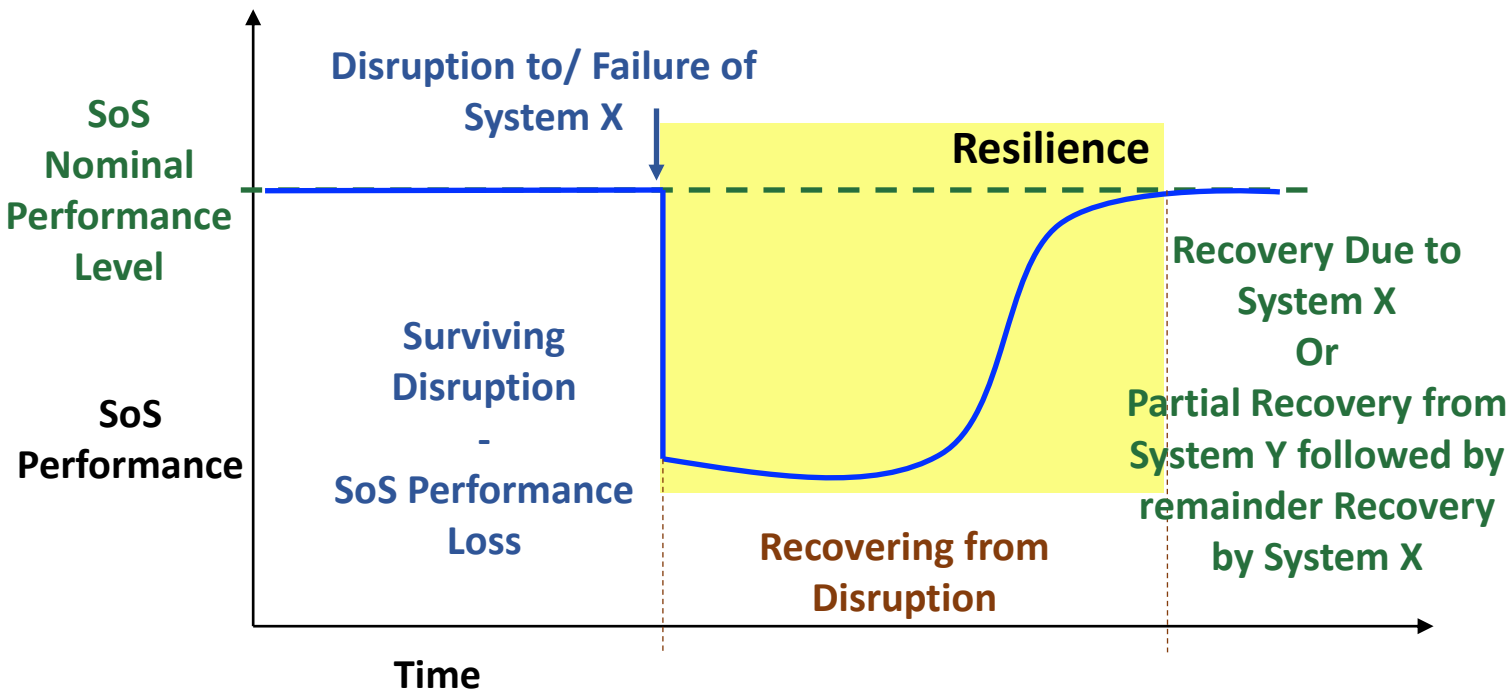 Disruption to/ Failure of
System X
SoS
Nominal
Performance
Level
Resilience
Surviving
Disruption
-
SoS Performance
Loss
SoS
Performance
Recovery Due to
System X
Or
Partial Recovery from
System Y followed by
remainder Recovery
by System X
Recovering from
Disruption
Time